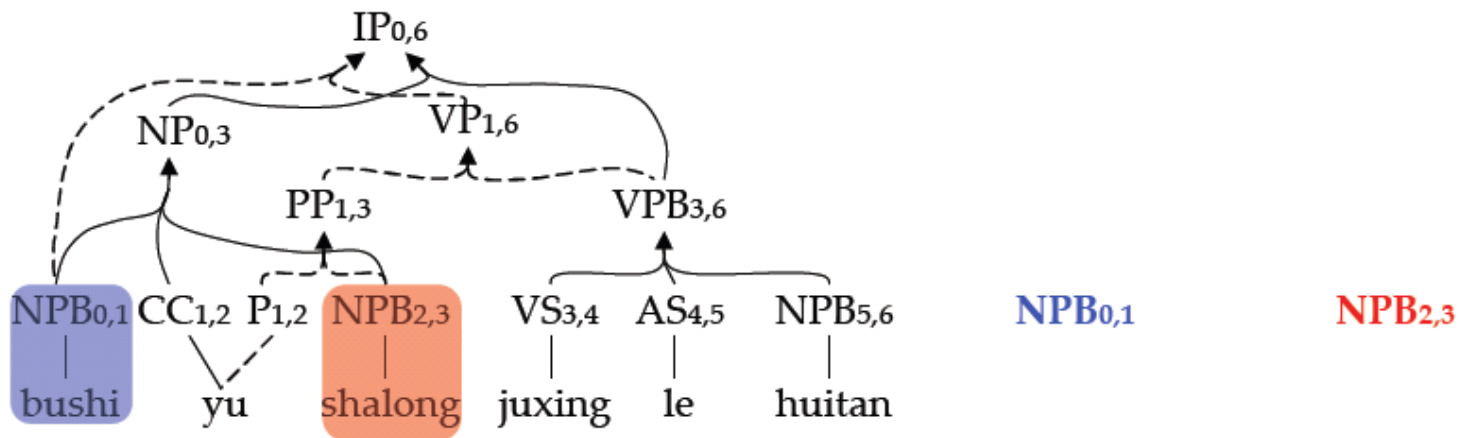 IP0,6
NP0,3 VP1,6
PP1,3 VPB3,6
NPB0,1 CC1,2 P1,2 NPB2,3 VS3,4 AS4,5 NPB5,6 NPB0,1 NPB2,3
bushi yu shalong juxing le huitan